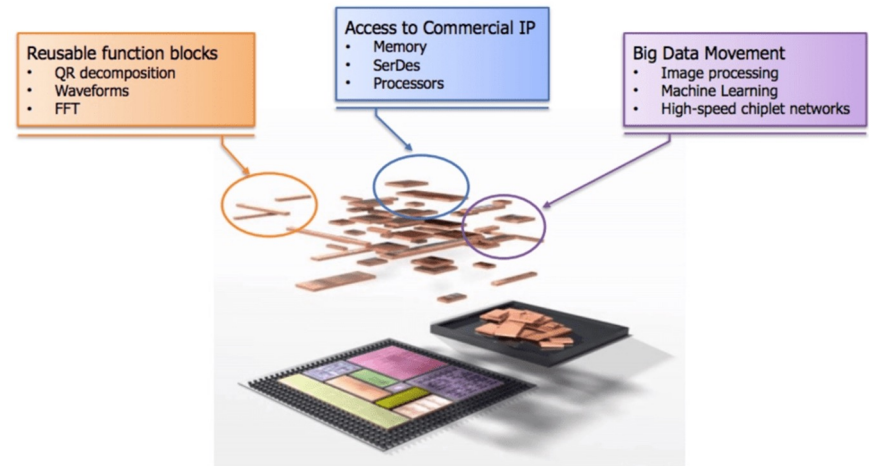 Reusable function blocks
• QR decomposition
• Waveforms
• FFT
Access to Commercial IP
• Memory
• SerDes
• Processors
Big Data Movement
• Image processing
• Machine Learning
• High-speed chiplet networks